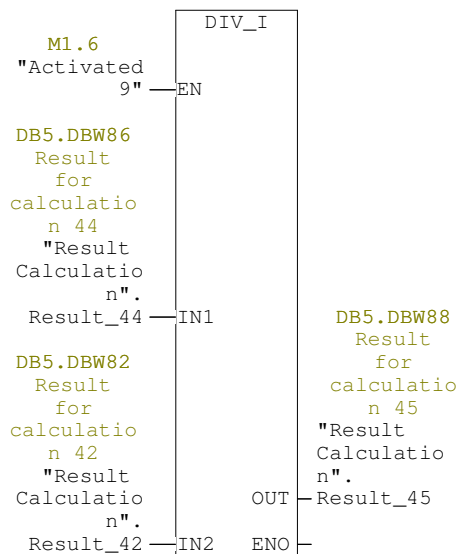 DIV_I
M1.6
"Activated
9"
EN
DB5.DBW86
Result
for
calculatio
n 44
"Result
Calculatio
n".
Result_44
IN1
DB5.DBW82
Result
for
calculatio
n 42
"Result
Calculatio
n".
Result_42
IN2
DB5.DBW88
Result
for
calculatio
n 45
"Result
Calculatio
n".
OUT
Result_45
ENO